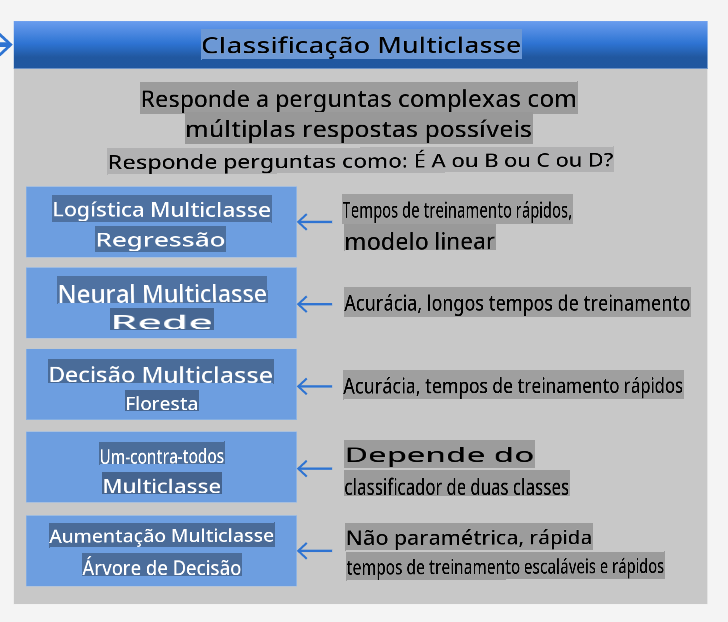 Classificação Multiclasse
Responde a perguntas complexas com
múltiplas respostas possíveis
Responde perguntas como: É A ou B ou C ou D?
Logística Multiclasse
Regressão
Tempos de treinamento rápidos,
modelo linear
Neural Multiclasse
Rede
Acurácia, longos tempos de treinamento
Decisão Multiclasse
Floresta
Acurácia, tempos de treinamento rápidos
Um-contra-todos
Multiclasse
Depende do
classificador de duas classes
Aumentação Multiclasse
Árvore de Decisão
Não paramétrica, rápida
tempos de treinamento escaláveis e rápidos